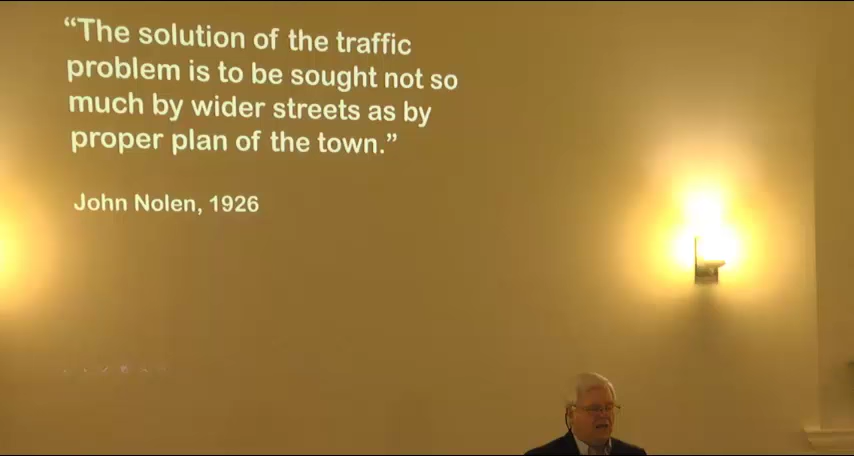 “The solution of the traffic
problem is to be sought not so
much by wider streets as by
proper plan of the town.”
John Nolen, 1926